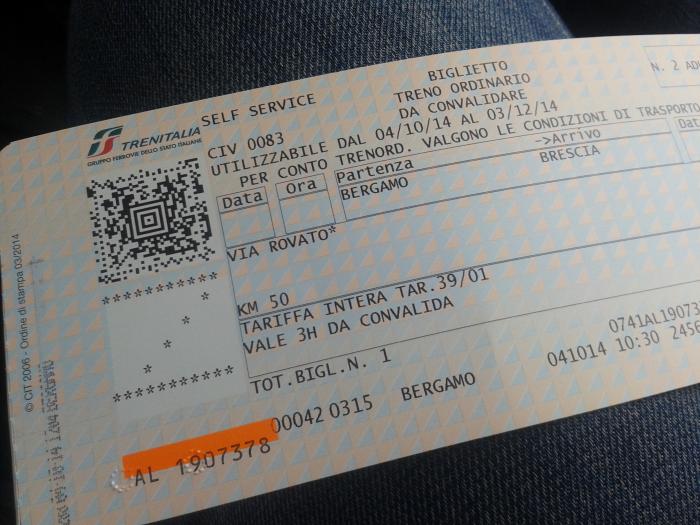 BIGLIETTO
N. 2
SELF SERVICE
TRENO ORDINARIO
DA CONVALIDARE
TRENITALIA
GRUPPO FERROVIE DELLO STATO ITALIANE
CIV 0083
UTILIZZABILE DAL 04/10/14 AL 03/12/14
PER CONTO TRENORD. VALGONO LE CONDIZIONI DI TRASPORTO
Data
Ora
Partenza
->Arrivo
BERGAMO
BRESCIA
VIA ROVATO*
***********
*
*
*
*
***********
KM 50
TARIFFA INTERA TAR.39/01
VALE 3H DA CONVALIDA
TOT.BIGL.N. 1
0741AL19073
041014 10:30
00042 0315
BERGAMO
AL 1907378
© CIT 2006 - Ordine di stampa 03/2014